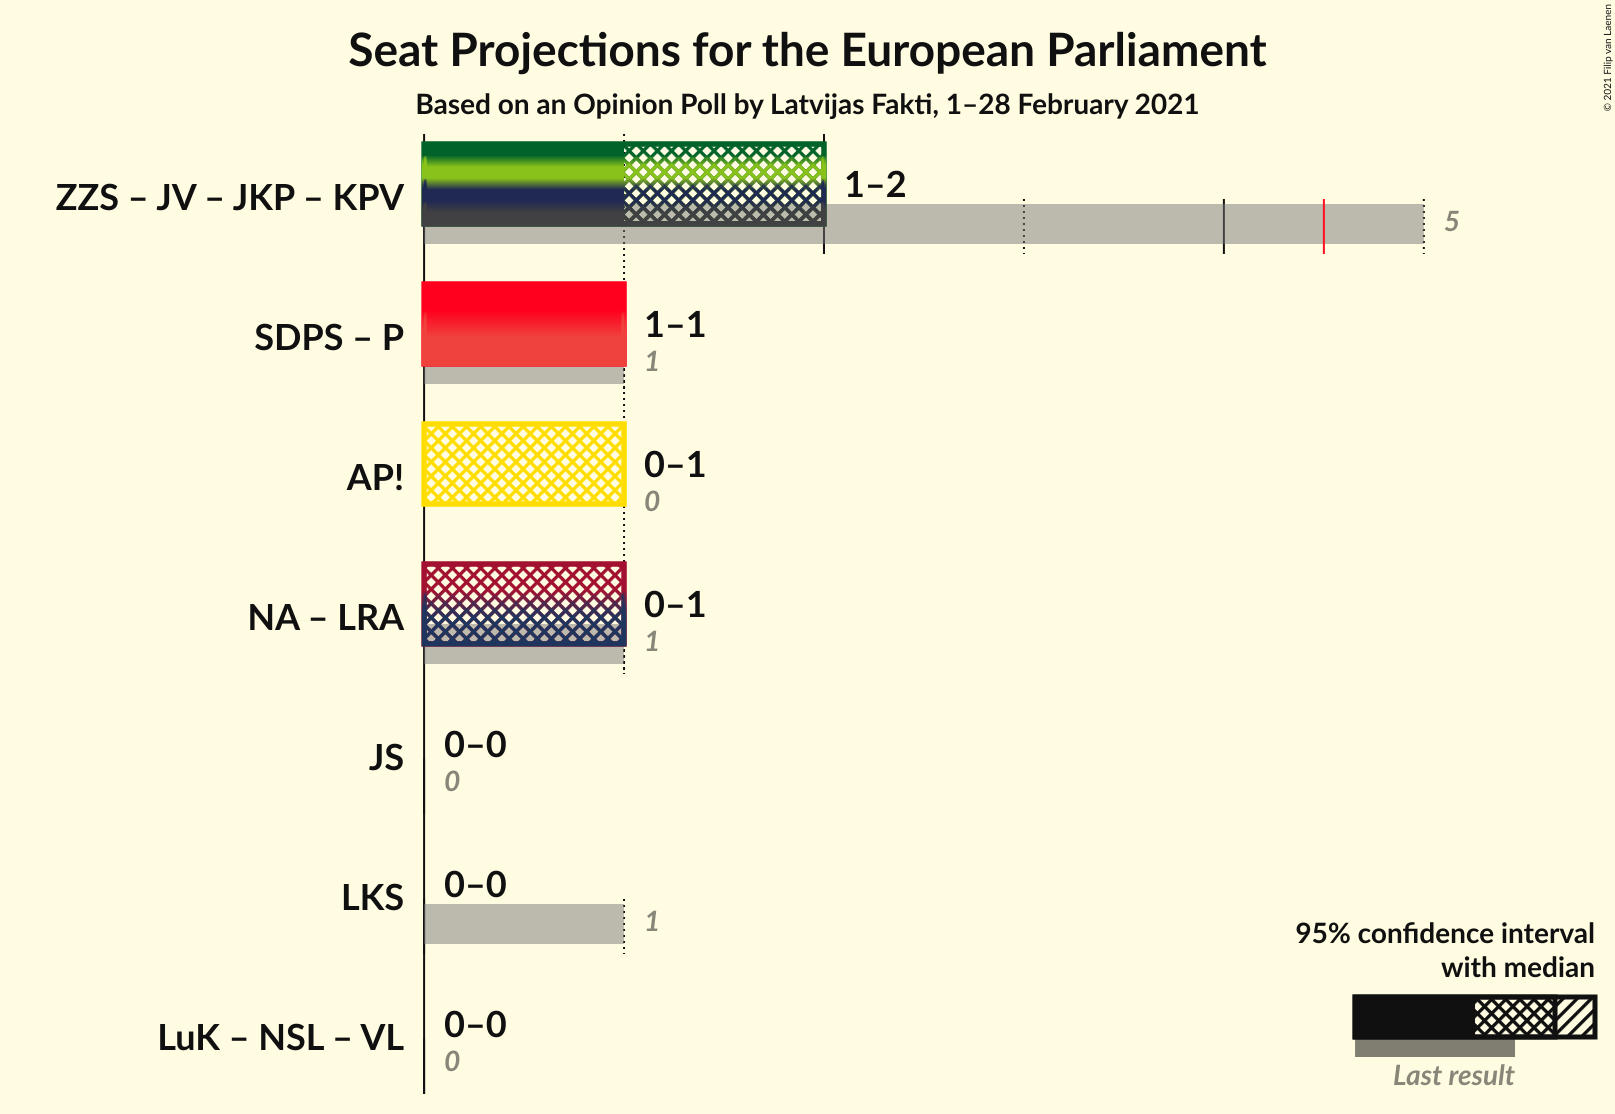 Seat Projections for the European Parliament
Based on an Opinion Poll by Latvijas Fakti, 1–28 February 2021
© 2021 Filip van Laenen
ZZS – JV – JKP – KPV
1–2
5
SDPS – P
1–1
1
AP!
0–1
0
NA – LRA
0–1
1
JS
0–0
0
LKS
0–0
1
LuK – NSL – VL
0–0
0
95% confidence interval
with median
Last result